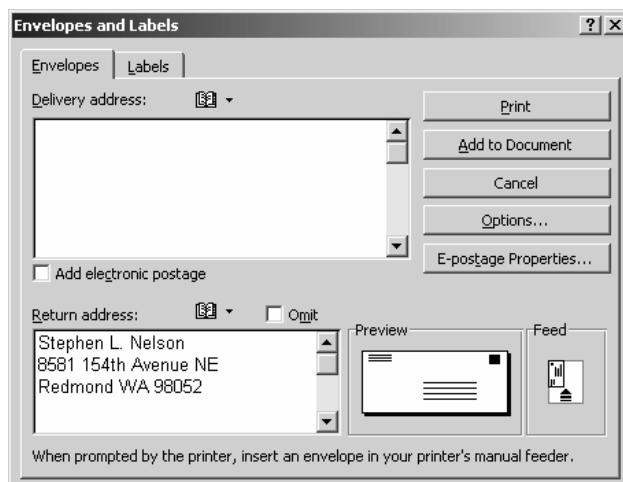 Envelopes and Labels
Envelopes Labels
Delivery address:
Print
Add to Document
Cancel
Options...
E-postage Properties...
Add electronic postage
Return address: Omit
Stephen L. Nelson
8581 154th Avenue NE
Redmond WA 98052
Preview
Feed
When prompted by the printer, insert an envelope in your printer's manual feeder.